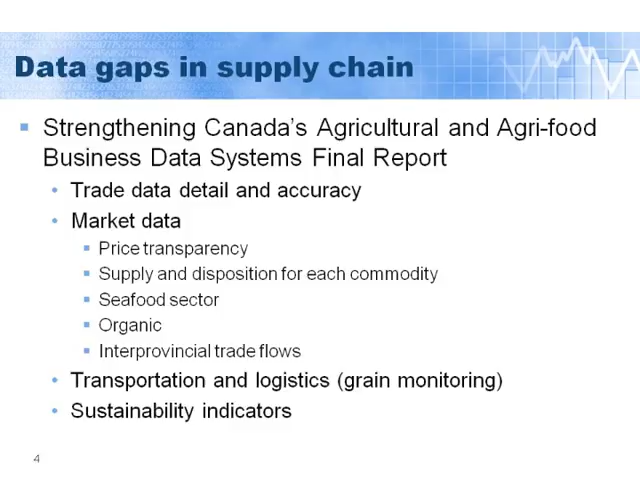 Data gaps in supply chain
Strengthening Canada's Agricultural and Agri-food
Business Data Systems Final Report
Trade data detail and accuracy
Market data
Price transparency
Supply and disposition for each commodity
Seafood sector
Organic
Interprovincial trade flows
Transportation and logistics (grain monitoring)
Sustainability indicators
4